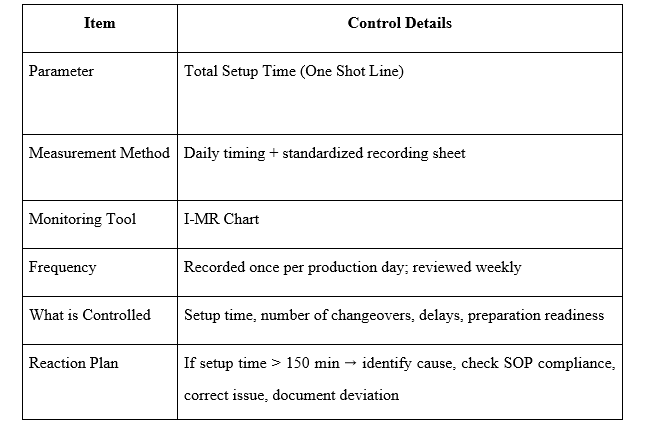 Item Control Details
Parameter Total Setup Time (One Shot Line)
Measurement Method Daily timing + standardized recording sheet
Monitoring Tool I-MR Chart
Frequency Recorded once per production day; reviewed weekly
What is Controlled Setup time, number of changeovers, delays, preparation readiness
Reaction Plan If setup time > 150 min → identify cause, check SOP compliance,
correct issue, document deviation